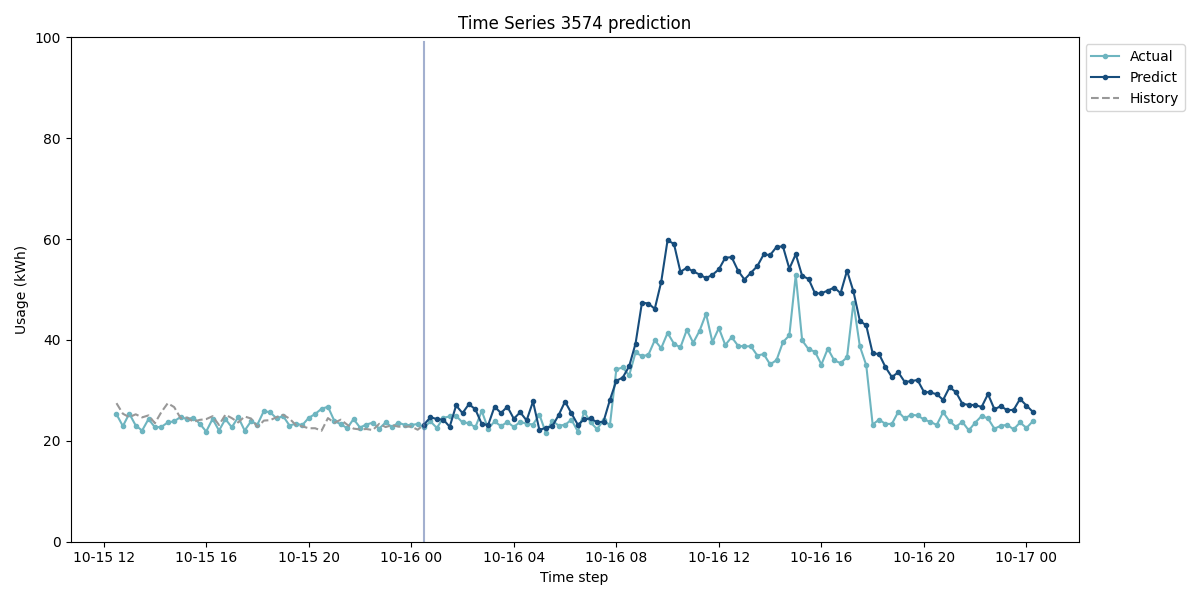 Time Series 3574 prediction
100
80
60
40
20
0
Usage (kWh)
10-15 12
10-15 16
10-15 20
10-16 00
10-16 04
10-16 08
10-16 12
10-16 16
10-16 20
10-17 00
Time step
Actual
Predict
History